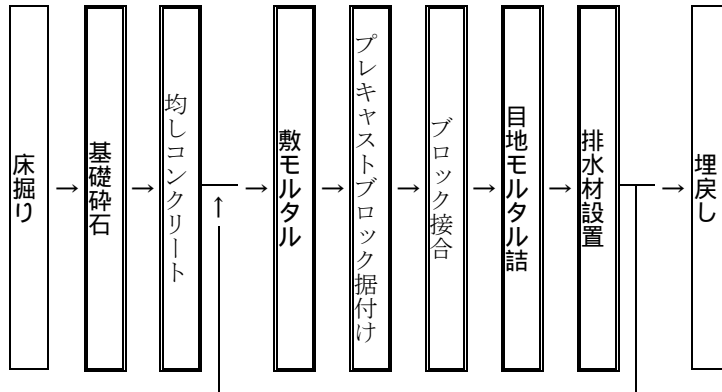 床掘り
→
基礎砕石
→
均しコンクリート
↑
→
敷モルタル
→
プレキャストブロック据付け
→
ブロック接合
→
目地モルタル詰
→
排水材設置
→
埋戻し